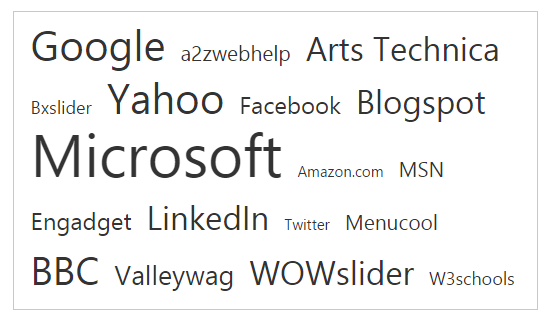 Google a2zwebhelp Arts Technica
Bxslider Yahoo Facebook Blogspot
Microsoft Amazon.com MSN
Engadget LinkedIn Twitter Menucool
BBC Valleywag WOWslider W3schools